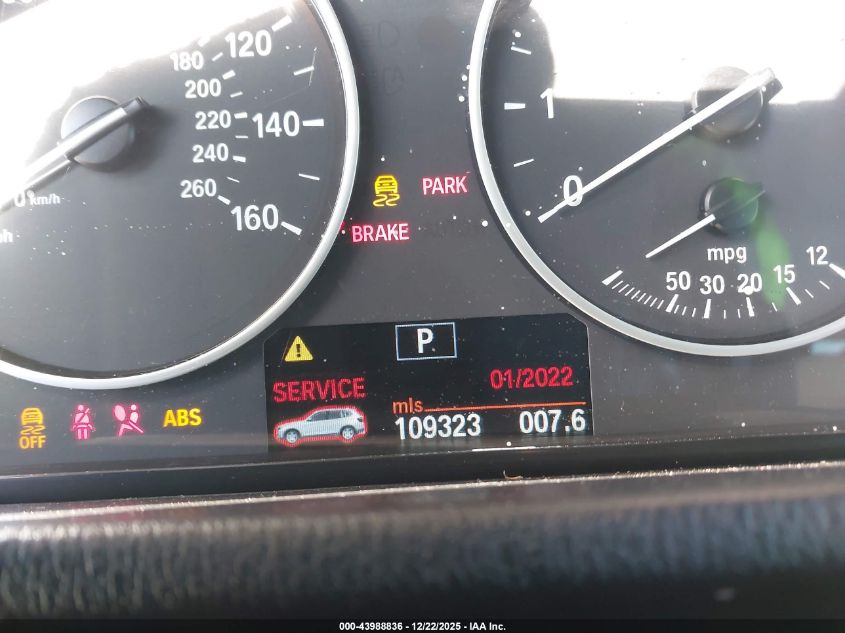 120
180
200
220
140
240
260
160
0 km/h
PARK
BRAKE
1
0
mpg
50 30 20 15 12
P
SERVICE
01/2022
mls
109323 007.6
OFF
ABS
000-43988836 - 12/22/2025 - IAA Inc.